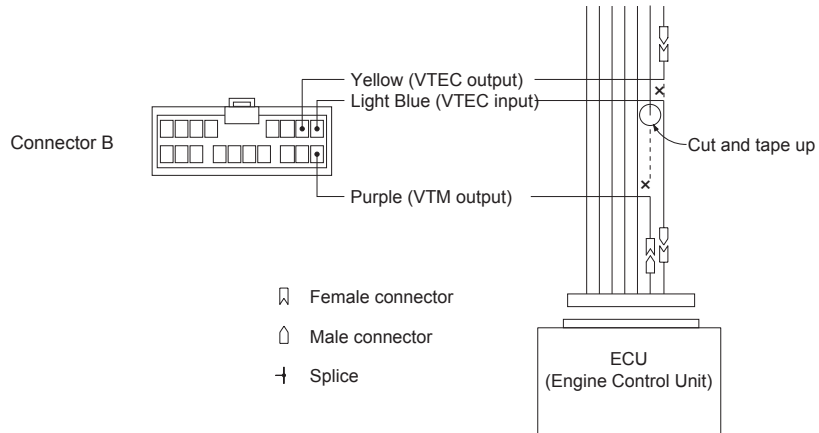 Yellow (VTEC output)
Light Blue (VTEC input)
Connector B
Cut and tape up
Purple (VTM output)
Female connector
Male connector
Splice
ECU
(Engine Control Unit)